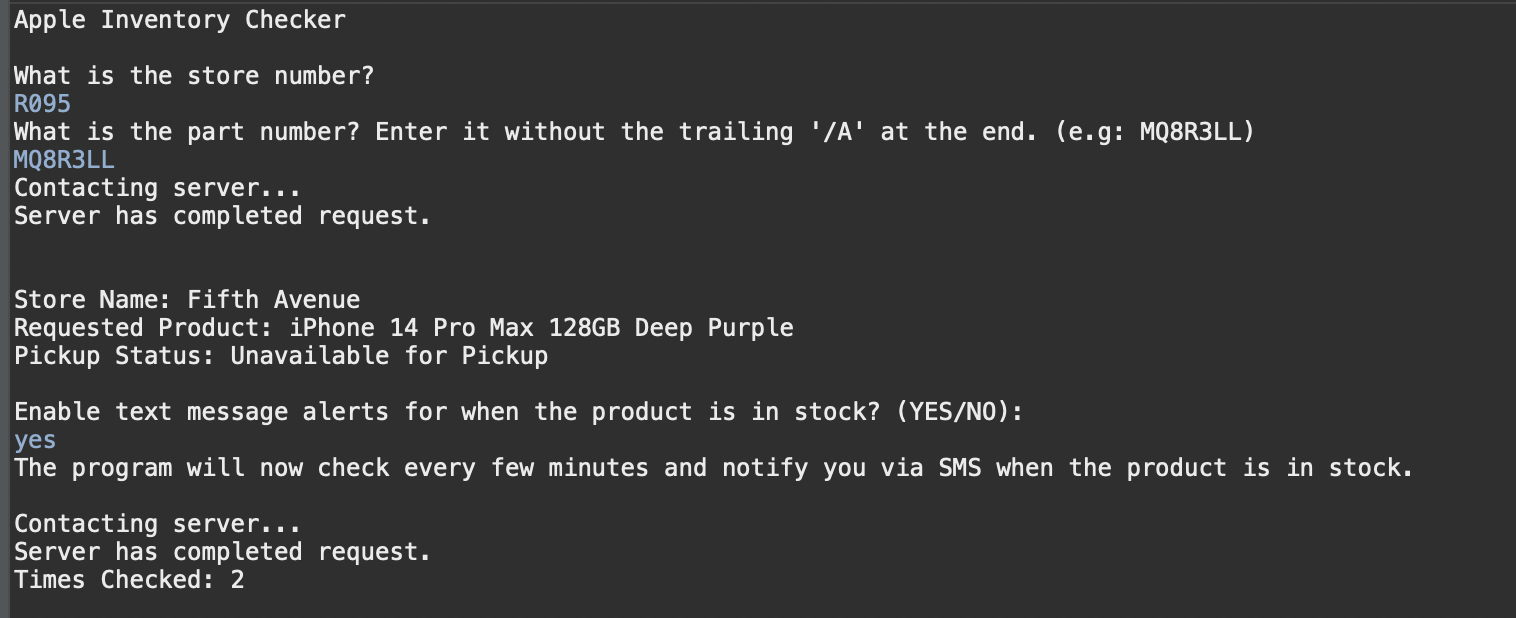 Apple Inventory Checker
What is the store number?
R095
What is the part number? Enter it without the trailing '/A' at the end. (e.g: MQ8R3LL)
MQ8R3LL
Contacting server...
Server has completed request.
Store Name: Fifth Avenue
Requested Product: iPhone 14 Pro Max 128GB Deep Purple
Pickup Status: Unavailable for Pickup
Enable text message alerts for when the product is in stock? (YES/NO):
yes
The program will now check every few minutes and notify you via SMS when the product is in stock.
Contacting server...
Server has completed request.
Times Checked: 2